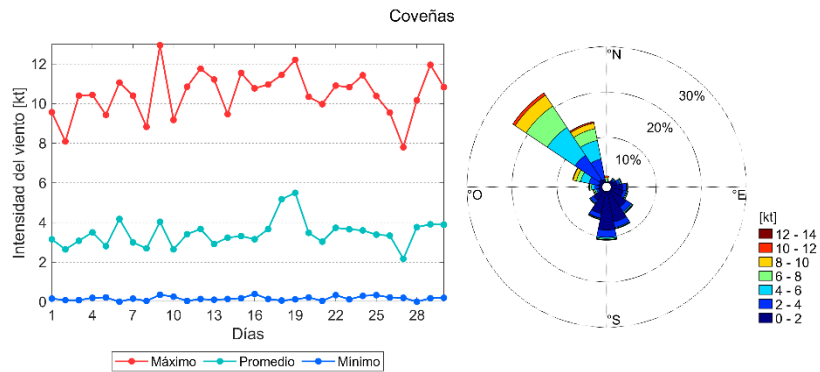 Coveñas
Intensidad del viento [kt]
12
10
8
6
4
2
0
1 4 7 10 13 16 19 22 25 28
Días
Máximo Promedio Mínimo
°N
30%
20%
10%
°O °E
°S
[kt]
12 - 14
10 - 12
8 - 10
6 - 8
4 - 6
2 - 4
0 - 2